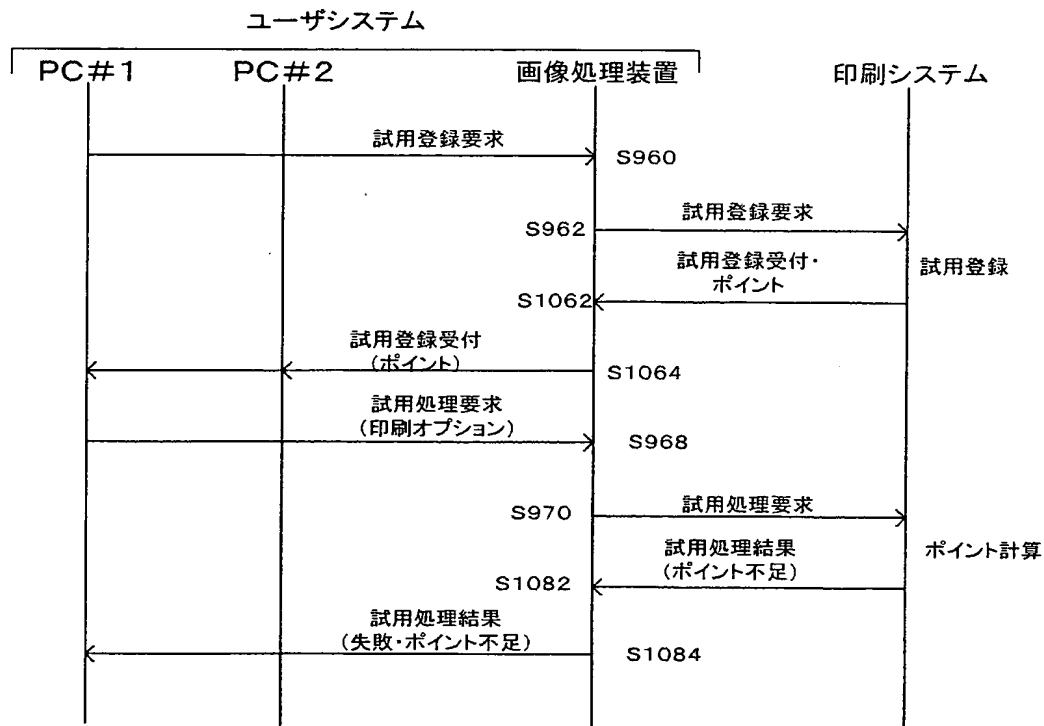 ユーザシステム
PC#1 PC#2 画像処理装置 印刷システム
試用登録要求
S960
試用登録要求
S962
試用登録受付・
ポイント
試用登録
S1062
試用登録受付
(ポイント)
S1064
試用処理要求
(印刷オプション)
S968
試用処理要求
S970
試用処理結果
(ポイント不足)
ポイント計算
S1082
試用処理結果
(失敗・ポイント不足)
S1084